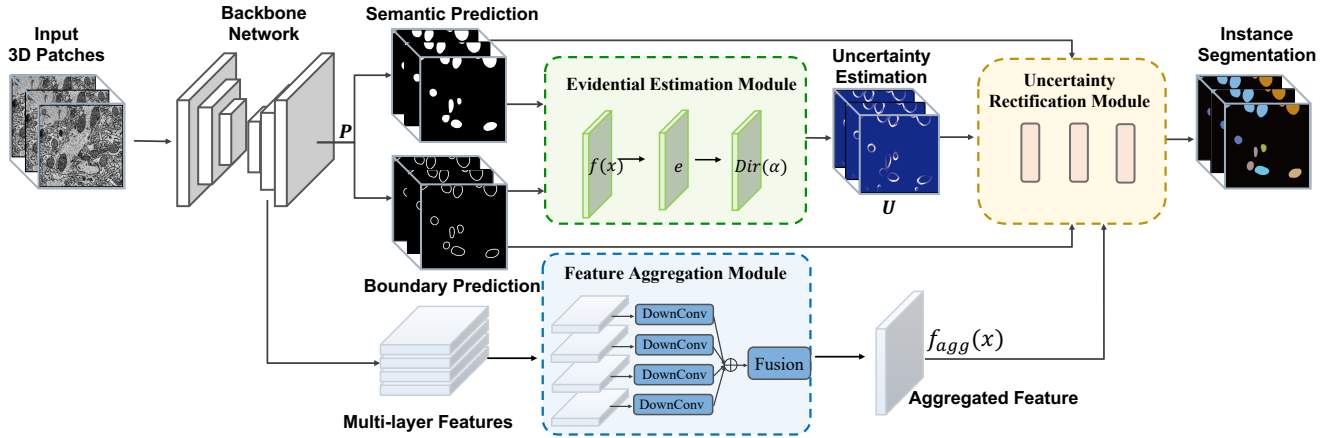 Input
3D Patches
Backbone
Network
P
Semantic Prediction
Boundary Prediction
Evidential Estimation Module
f(x)
e
Dir(α)
Uncertainty
Estimation
U
Uncertainty
Rectification Module
Instance
Segmentation
Multi-layer Features
Feature Aggregation Module
DownConv
DownConv
DownConv
DownConv
Fusion
f_agg(x)
Aggregated Feature